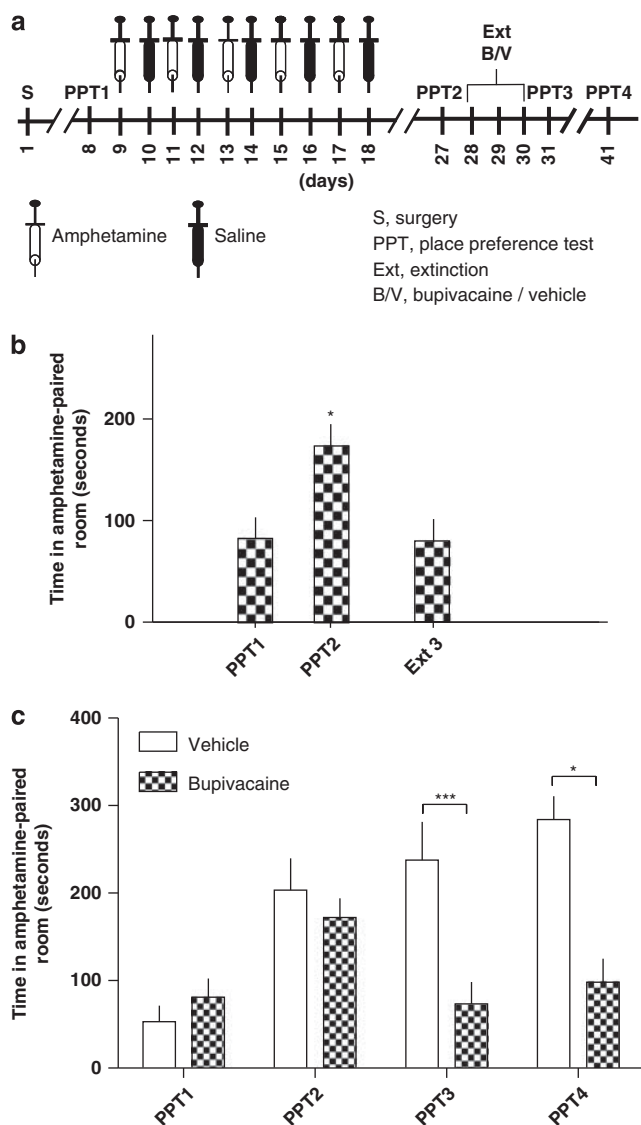 a
Ext
B/V
S
PPT1
PPT2
PPT3
PPT4
1
8
9
10
11
12
13
14
15
16
17
18
27
28
29
30
31
41
(days)
Amphetamine
Saline
S, surgery
PPT, place preference test
Ext, extinction
B/V, bupivacaine / vehicle
b
Time in amphetamine-paired
room (seconds)
200
100
0
*
PPT1
PPT2
Ext 3
c
Time in amphetamine-paired
room (seconds)
400
300
200
100
0
Vehicle
Bupivacaine
***
*
PPT1
PPT2
PPT3
PPT4